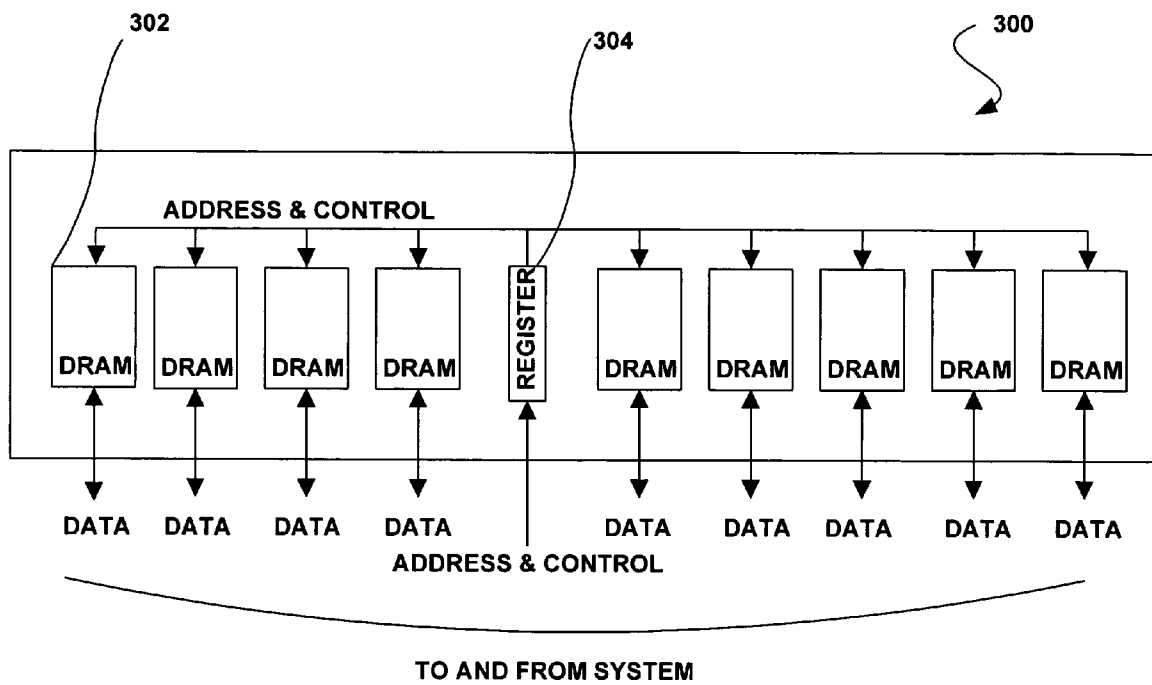 302
304
300
ADDRESS & CONTROL
REGISTER
DRAM DRAM DRAM DRAM DRAM DRAM DRAM DRAM DRAM
DATA DATA DATA DATA DATA DATA DATA DATA DATA
ADDRESS & CONTROL
TO AND FROM SYSTEM